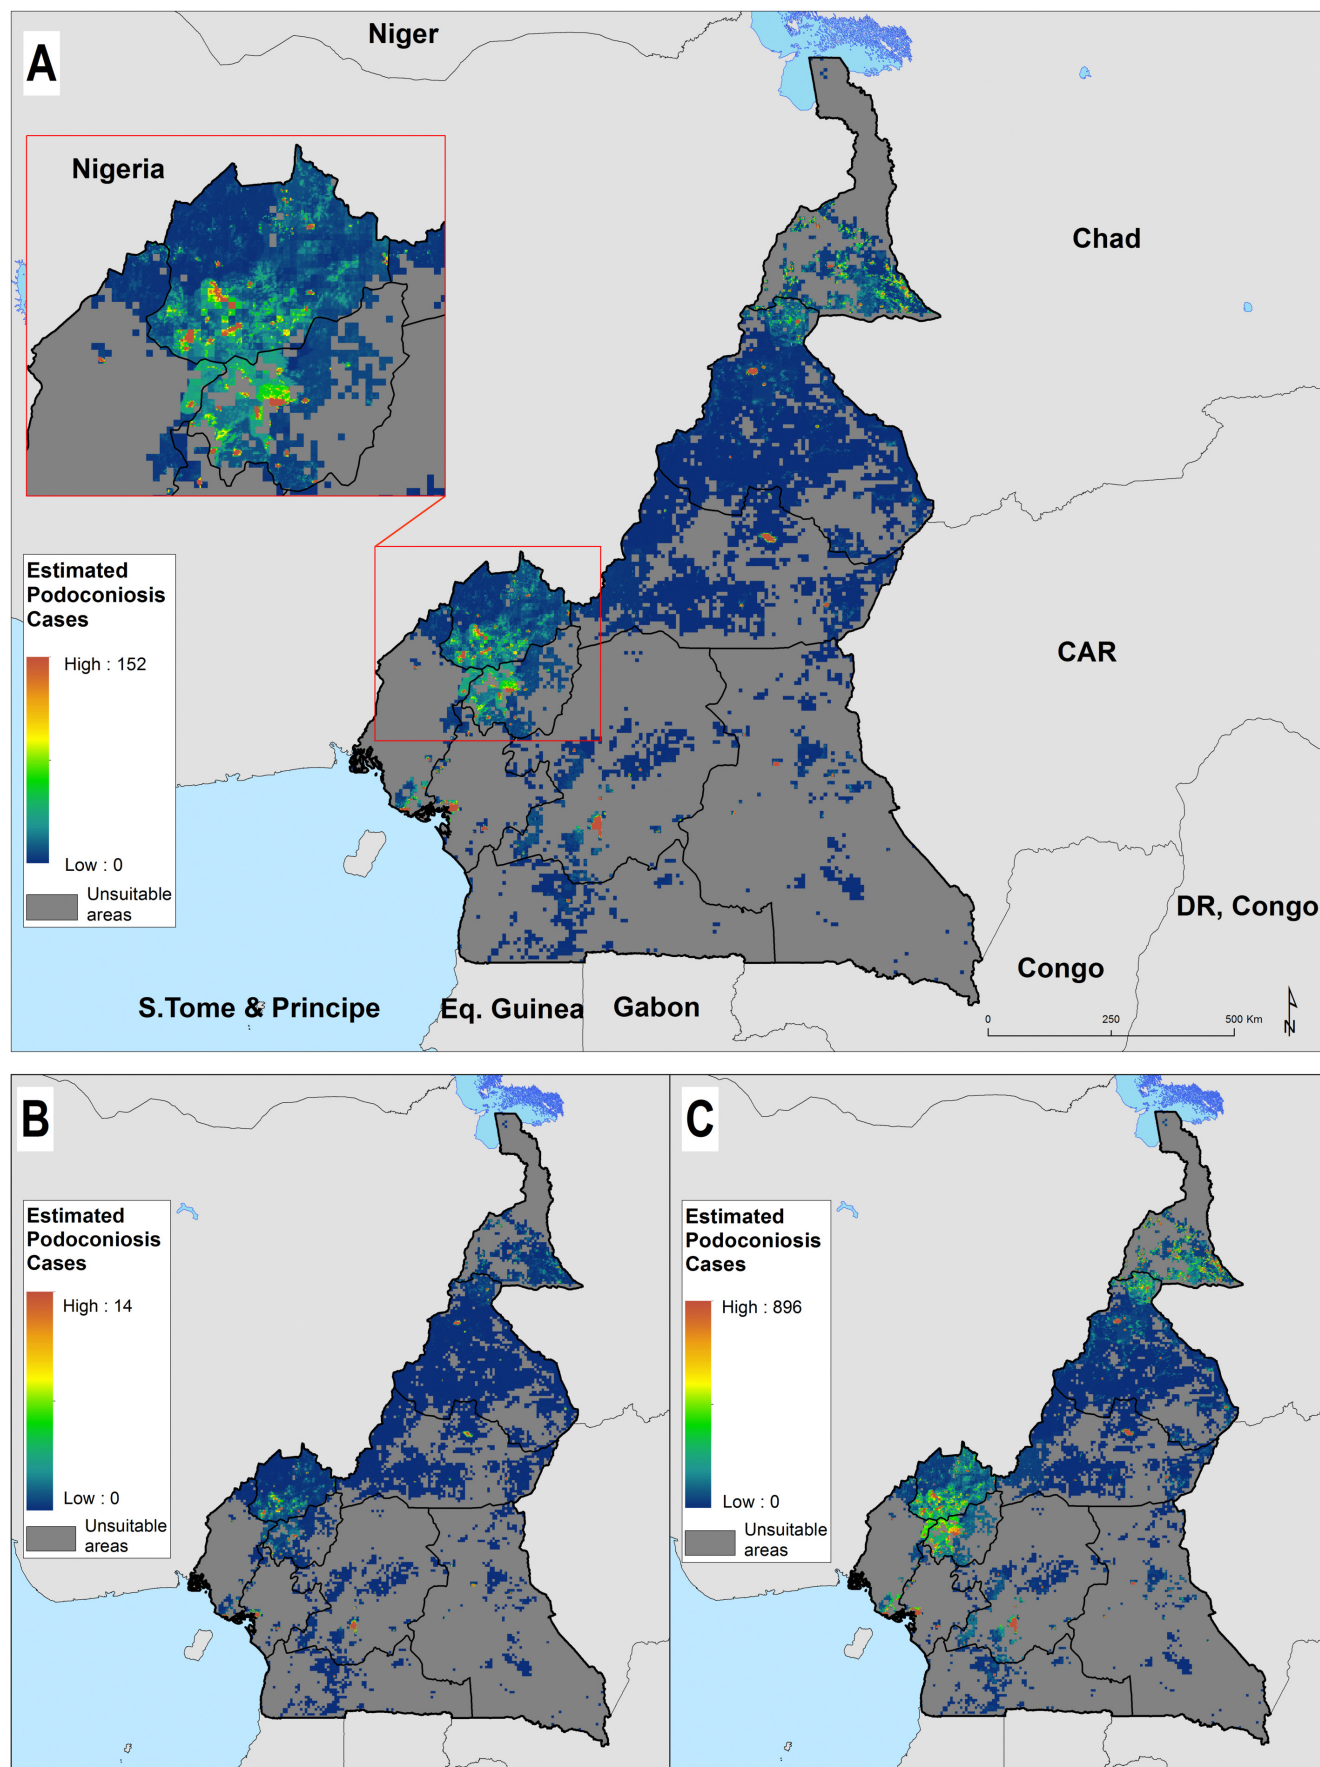 A
Niger
Nigeria
Chad
Estimated
Podoconiosis
Cases
High : 152
Low : 0
Unsuitable
areas
CAR
DR, Congo
Congo
S.Tome & Principe
Eq. Guinea
Gabon
0
250
500 Km
N
B
Estimated
Podoconiosis
Cases
High : 14
Low : 0
Unsuitable
areas
C
Estimated
Podoconiosis
Cases
High : 896
Low : 0
Unsuitable
areas